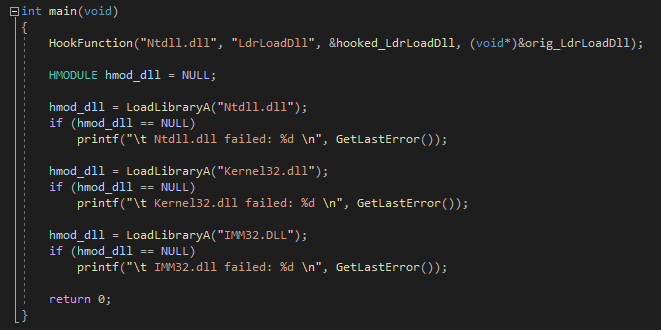 int main(void)
{
HookFunction("Ntdll.dll", "LdrLoadDll", &hooked_LdrLoadDll, (void*)&orig_LdrLoadDll);
HMODULE hmod_dll = NULL;
hmod_dll = LoadLibraryA("Ntdll.dll");
if (hmod_dll == NULL)
printf("\t Ntdll.dll failed: %d \n", GetLastError());
hmod_dll = LoadLibraryA("Kernel32.dll");
if (hmod_dll == NULL)
printf("\t Kernel32.dll failed: %d \n", GetLastError());
hmod_dll = LoadLibraryA("IMM32.DLL");
if (hmod_dll == NULL)
printf("\t IMM32.dll failed: %d \n", GetLastError());
return 0;
}